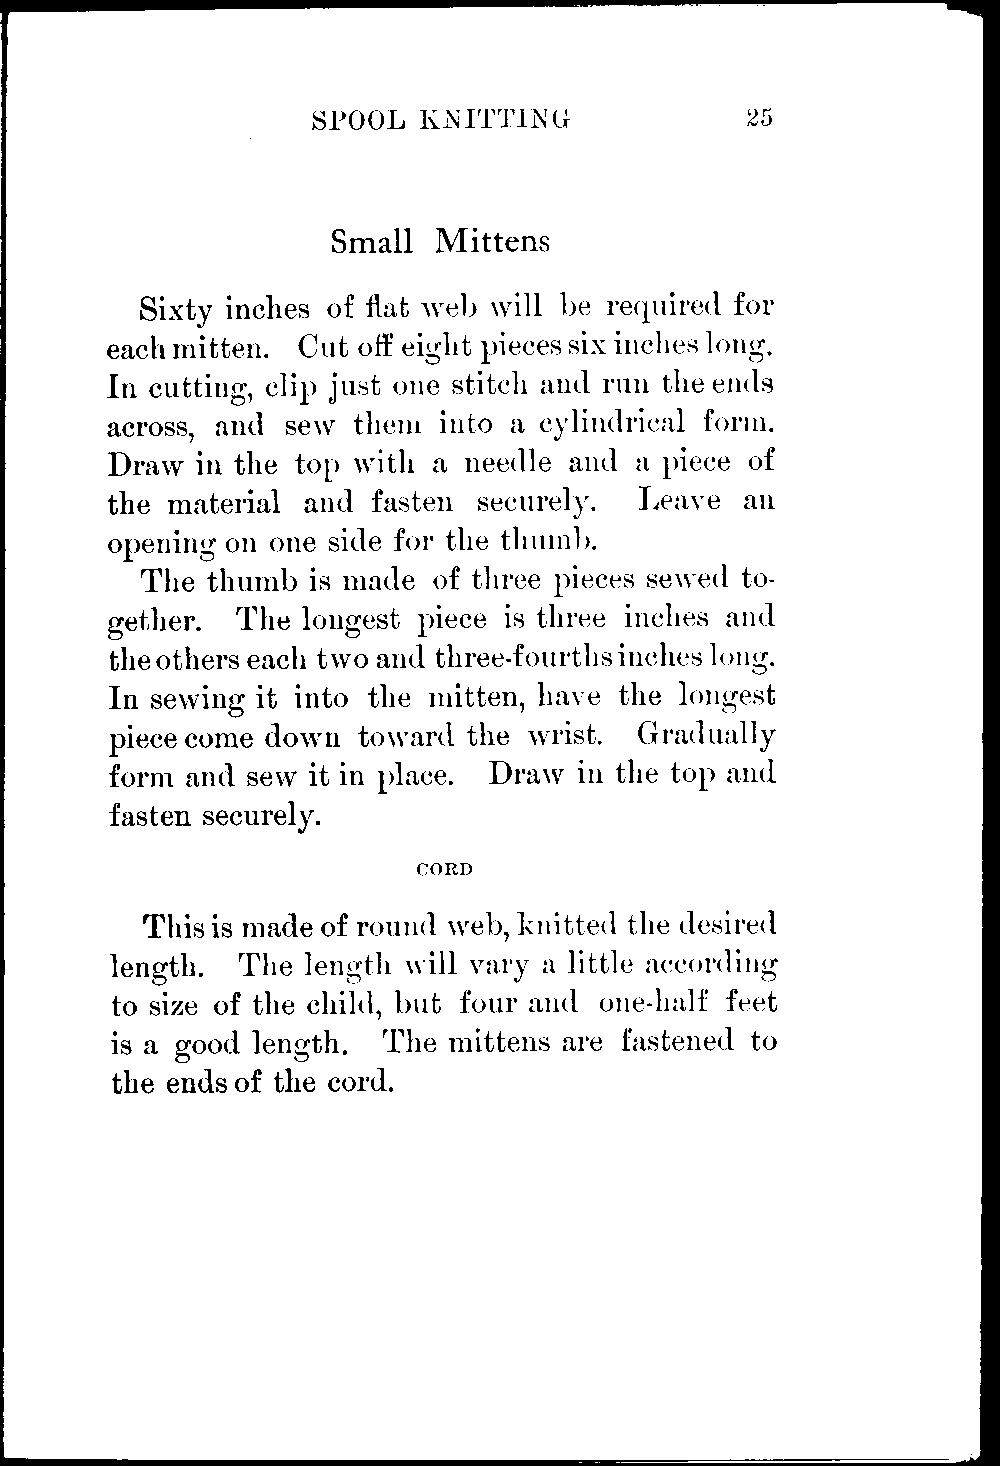 SPOOL KNITTING 25
Small Mittens
Sixty inches of flat web will be required for
each mitten. Cut off eight pieces six inches long.
In cutting, clip just one stitch and run the ends
across, and sew them into a cylindrical form.
Draw in the top with a needle and a piece of
the material and fasten securely. Leave an
opening on one side for the thumb.
The thumb is made of three pieces sewed to-
gether. The longest piece is three inches and
the others each two and three-fourths inches long.
In sewing it into the mitten, have the longest
piece come down toward the wrist. Gradually
form and sew it in place. Draw in the top and
fasten securely.
CORD
This is made of round web, knitted the desired
length. The length will vary a little according
to size of the child, but four and one-half feet
is a good length. The mittens are fastened to
the ends of the cord.